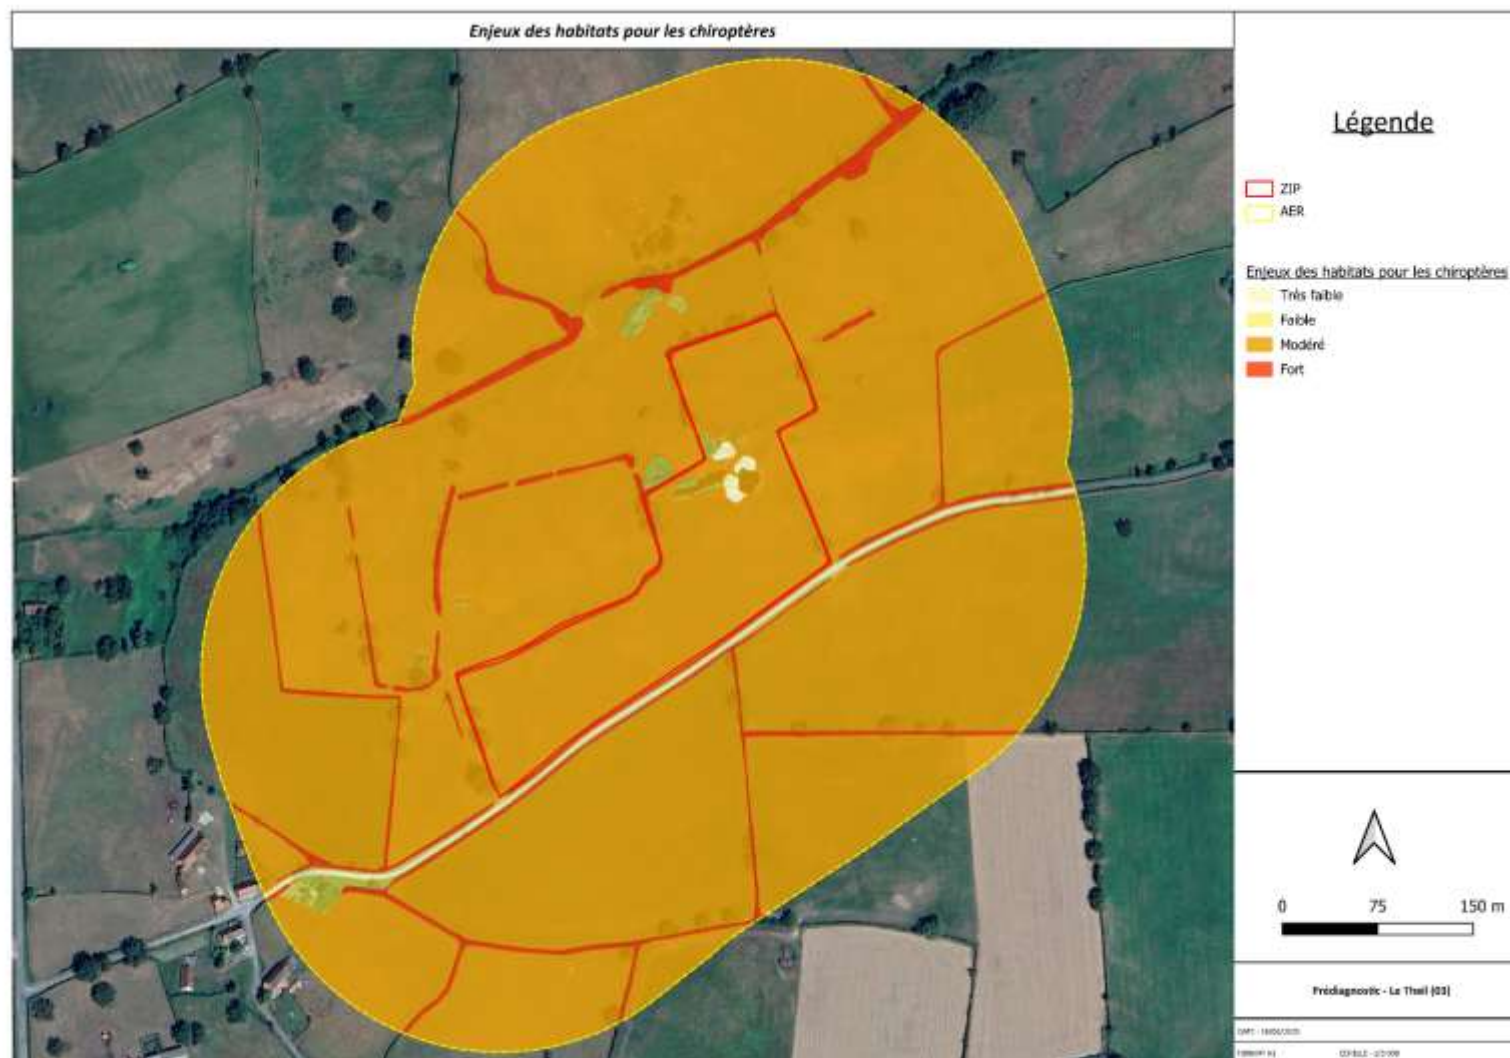 Enjeux des habitats pour les chiroptères
Légende
ZIP
AER
Enjeux des habitats pour les chiroptères
Très faible
Faible
Modéré
Fort
0 75 150 m
Prédiagnostic - Le Theil (03)